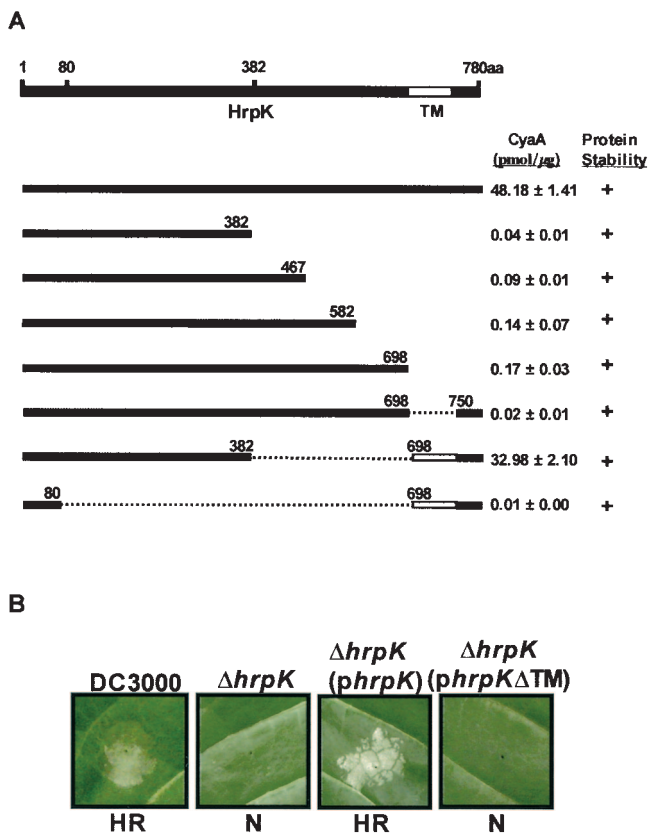 A
1 80 382 780aa
HrpK TM
CyaA Protein
(pmol/µg) Stability
48.18 ± 1.41 +
382 0.04 ± 0.01 +
467 0.09 ± 0.01 +
582 0.14 ± 0.07 +
698 0.17 ± 0.03 +
698 750 0.02 ± 0.01 +
382 698 32.98 ± 2.10 +
80 698 0.01 ± 0.00 +
B
DC3000 ΔhrpK ΔhrpK (phrpK) ΔhrpK (phrpKΔTM)
HR N HR N